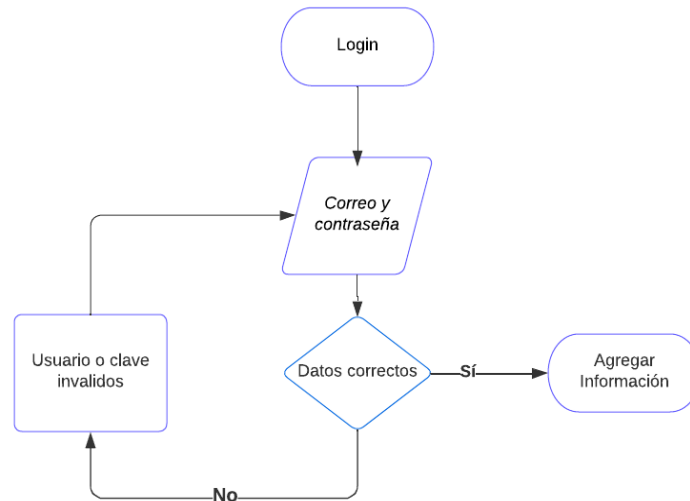 Login
Correo y
contraseña
Usuario o clave
invalidos
Datos correctos
Sí
Agregar
Información
No